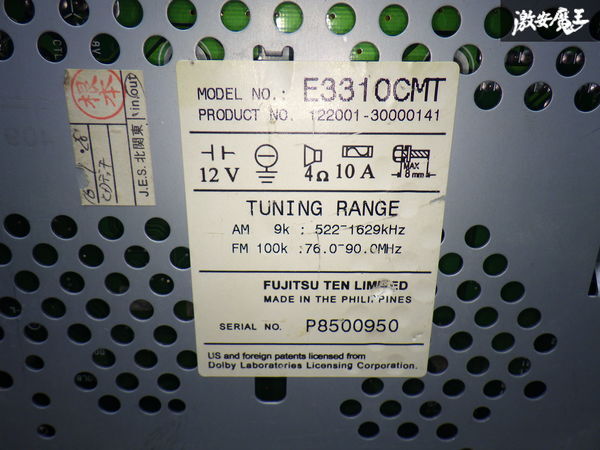 激安魔王
MODEL NO.: E3310CMT
PRODUCT NO. 122001-30000141
12 V 4Ω 10 A MAX 8 mm
TUNING RANGE
AM 9k : 522~1629kHz
FM 100k :76.0~90.0MHz
FUJITSU TEN LIMITED
MADE IN THE PHILIPPINES
SERIAL NO. P8500950
US and foreign patents licensed from
Dolby Laboratories Licensing Corporation.
J.E.S. 北関東 in/out